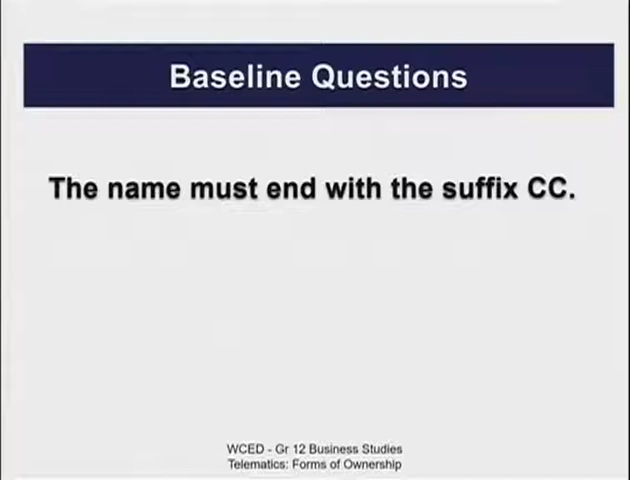 Baseline Questions
The name must end with the suffix CC.
WCED - Gr 12 Business Studies
Telematics: Forms of Ownership